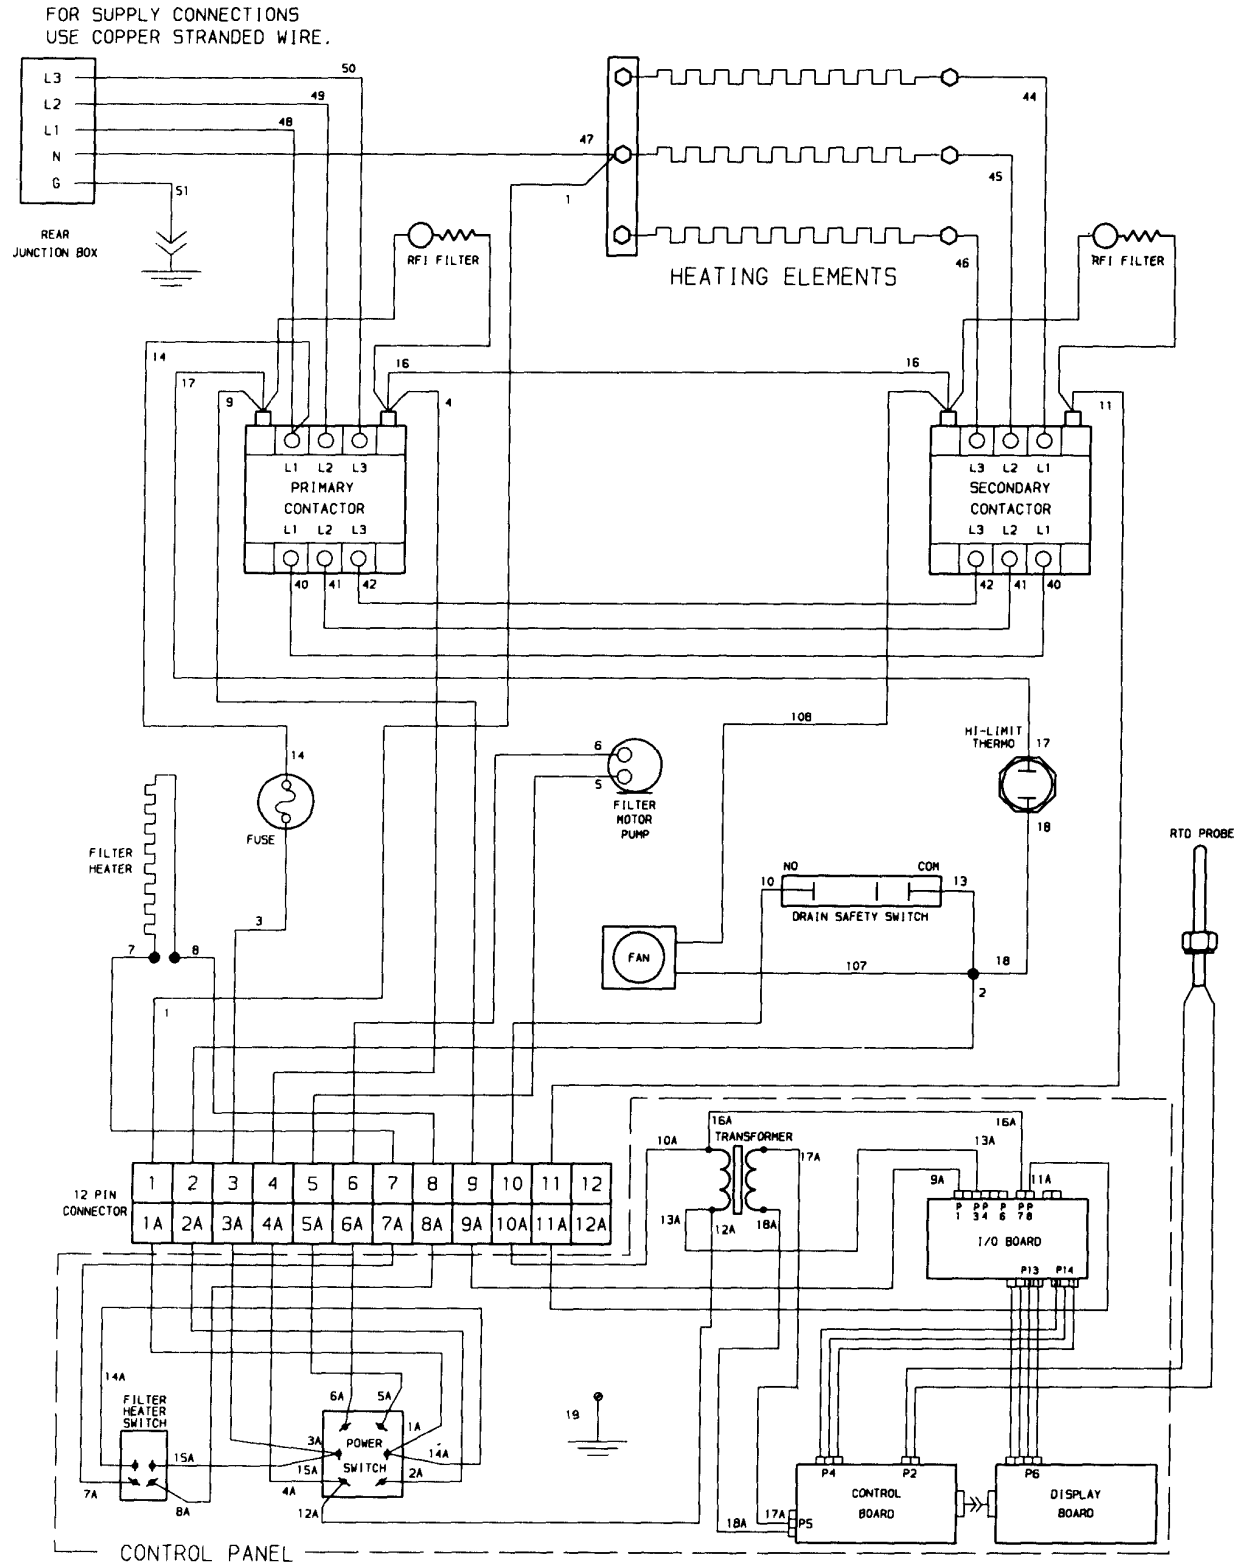 FOR SUPPLY CONNECTIONS
USE COPPER STRANDED WIRE.
L3
L2
L1
N
G
50
49
48
47
51
1
44
45
46
REAR
JUNCTION BOX
RFI FILTER
HEATING ELEMENTS
RFI FILTER
14
17
9
16
4
16
11
L1 L2 L3
PRIMARY
CONTACTOR
L1 L2 L3
40 41 42
L3 L2 L1
SECONDARY
CONTACTOR
L3 L2 L1
42 41 40
108
HI-LIMIT
THERMO
17
18
14
FUSE
6
5
FILTER
MOTOR
PUMP
FILTER
HEATER
7
8
3
1
NO
COM
10
13
DRAIN SAFETY SWITCH
FAN
107
18
2
RTD PROBE
12 PIN
CONNECTOR
1 2 3 4 5 6 7 8 9 10 11 12
1A 2A 3A 4A 5A 6A 7A 8A 9A 10A 11A 12A
16A
TRANSFORMER
10A
17A
13A
12A
18A
16A
13A
9A
11A
P1 P3 P4 P6 P7 P8
I/O BOARD
P13 P14
14A
FILTER
HEATER
SWITCH
15A
7A
8A
6A
5A
1A
3A
POWER
SWITCH
14A
15A
2A
4A
12A
19
P4
P2
CONTROL
BOARD
17A
18A
P5
P6
DISPLAY
BOARD
CONTROL PANEL